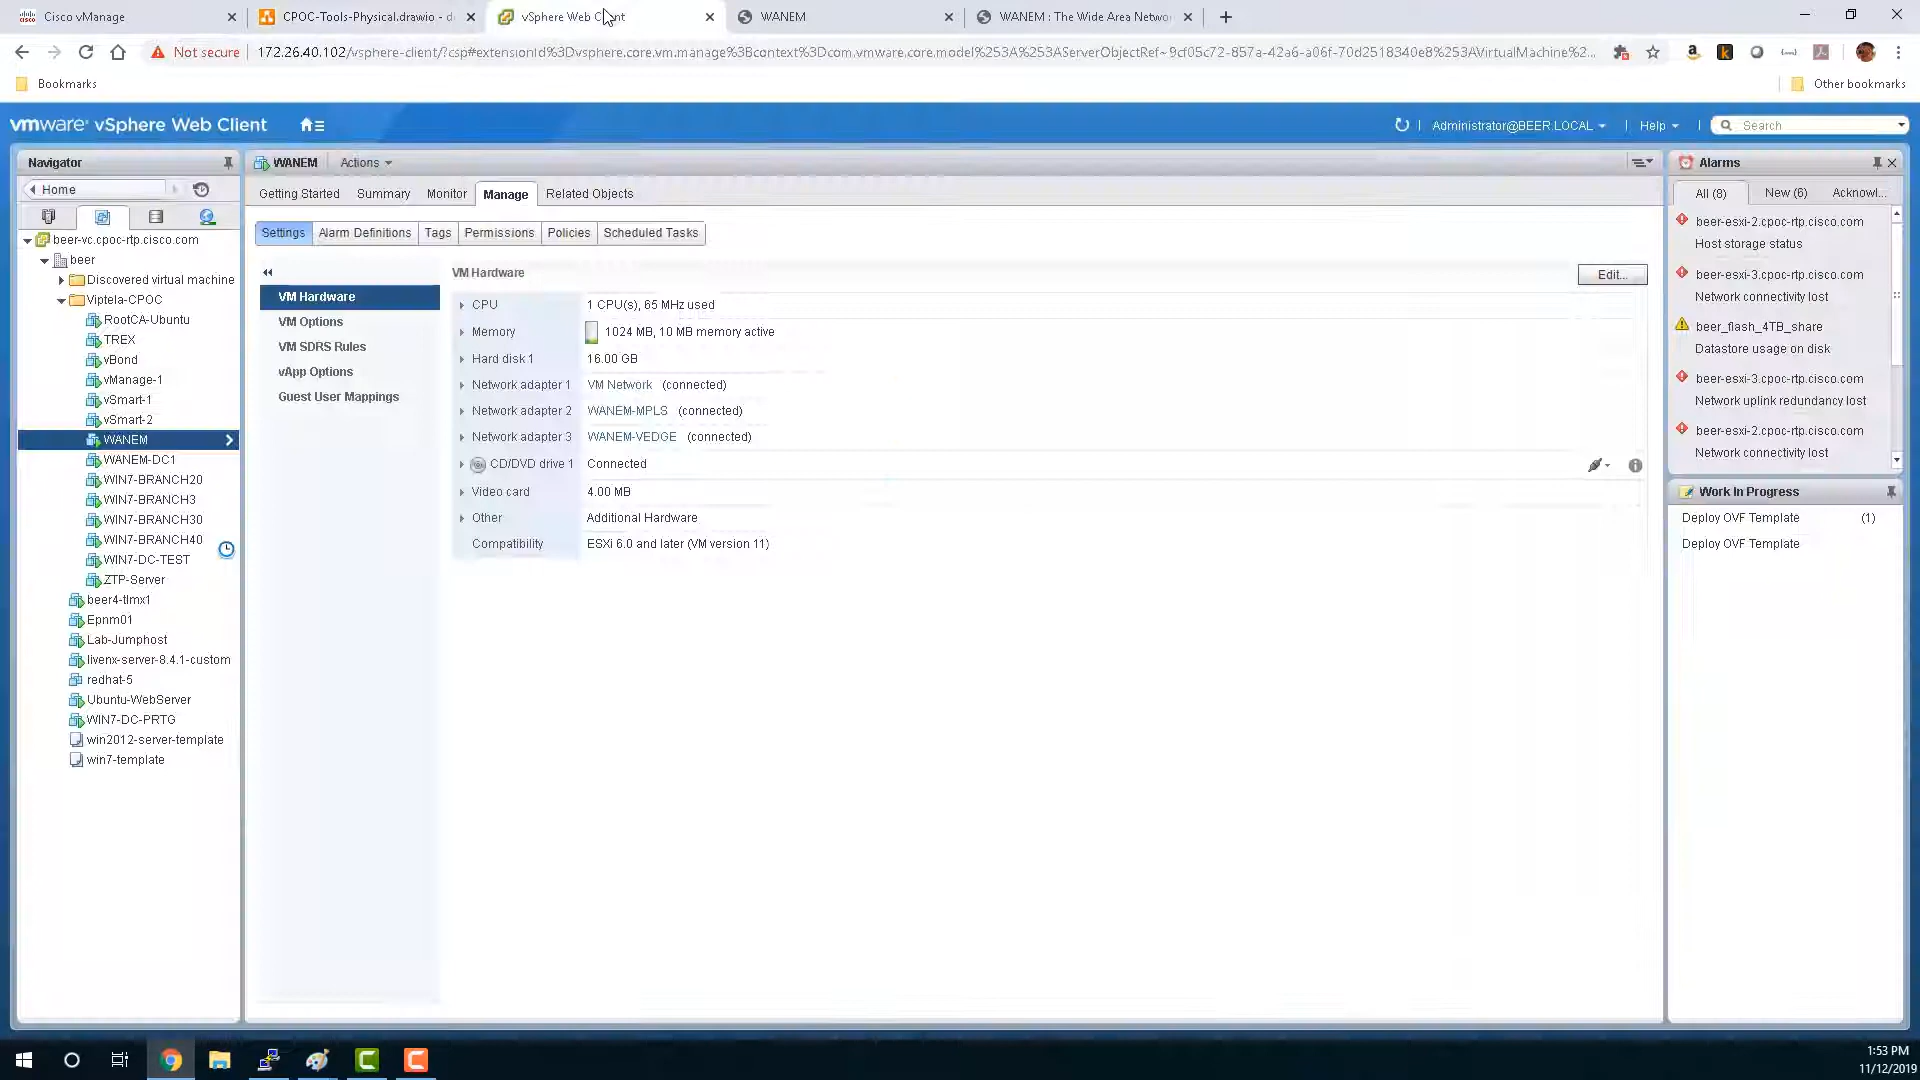 Cisco vManage
CPOC-Tools-Physical.drawio - d
vSphere Web Client
WANEM
WANEM : The Wide Area Netwo
Not secure
172.26.40.102/vsphere-client/?csp#extensionId%3Dvsphere.core.vm.manage%3Bcontext%3Dcom.vmware.core.model%253A%253AServerObjectRef~9cf05c72-857a-42a6-a06f-70d2518340e8%253AVirtualMachine%2...
Bookmarks
Other bookmarks
vmware vSphere Web Client
Administrator@BEER.LOCAL
Help
Search
Navigator
Home
beer-vc.cpoc-rtp.cisco.com
beer
Discovered virtual machine
Viptela-CPOC
RootCA-Ubuntu
TREX
vBond
vManage-1
vSmart-1
vSmart-2
WANEM
WANEM-DC1
WIN7-BRANCH20
WIN7-BRANCH3
WIN7-BRANCH30
WIN7-BRANCH40
WIN7-DC-TEST
ZTP-Server
beer4-tlmx1
Epnm01
Lab-Jumphost
livenx-server-8.4.1-custom
redhat-5
Ubuntu-WebServer
WIN7-DC-PRTG
win2012-server-template
win7-template
WANEM
Actions
Getting Started
Summary
Monitor
Manage
Related Objects
Settings
Alarm Definitions
Tags
Permissions
Policies
Scheduled Tasks
VM Hardware
VM Options
VM SDRS Rules
vApp Options
Guest User Mappings
VM Hardware
Edit...
CPU 1 CPU(s), 65 MHz used
Memory 1024 MB, 10 MB memory active
Hard disk 1 16.00 GB
Network adapter 1 VM Network (connected)
Network adapter 2 WANEM-MPLS (connected)
Network adapter 3 WANEM-VEDGE (connected)
CD/DVD drive 1 Connected
Video card 4.00 MB
Other Additional Hardware
Compatibility ESXi 6.0 and later (VM version 11)
Alarms
All (8)
New (6)
Acknowl...
beer-esxi-2.cpoc-rtp.cisco.com
Host storage status
beer-esxi-3.cpoc-rtp.cisco.com
Network connectivity lost
beer_flash_4TB_share
Datastore usage on disk
beer-esxi-3.cpoc-rtp.cisco.com
Network uplink redundancy lost
beer-esxi-2.cpoc-rtp.cisco.com
Network connectivity lost
Work In Progress
Deploy OVF Template (1)
Deploy OVF Template
1:53 PM
11/12/2019